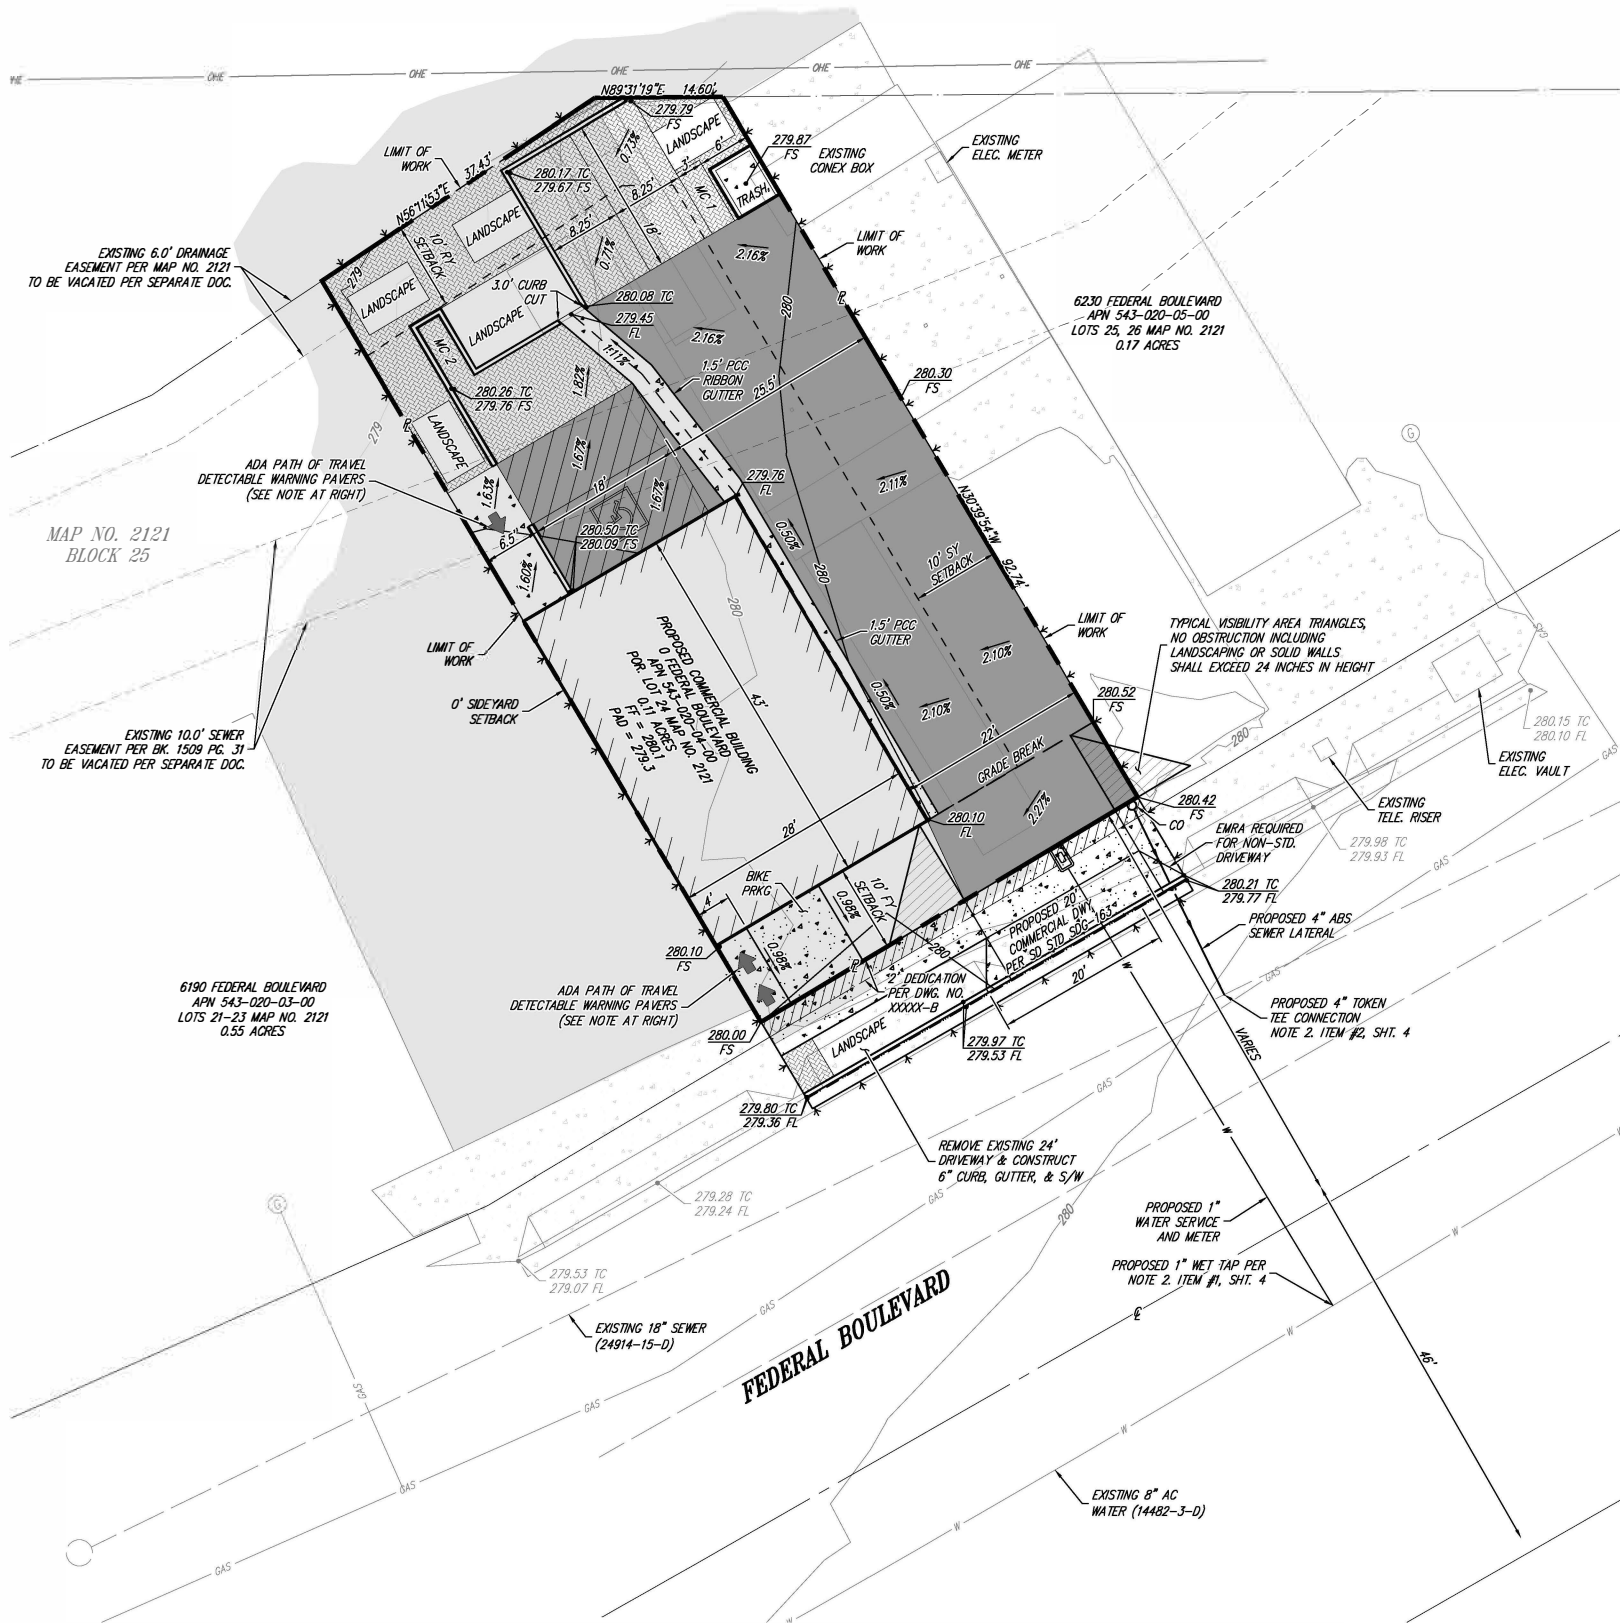 OHE
OHE
OHE
OHE
OHE
N89°31'19"E 14.60'
279.79
FS
LANDSCAPE
279.87
FS
EXISTING
CONEX BOX
EXISTING
ELEC. METER
LIMIT OF
WORK
37.43'
N56°11'53"E
280.17 TC
279.67 FS
0.73%
6'
3'
8.25'
8.25'
MC-1
TRASH
18'
0.71%
LANDSCAPE
10' RY
SETBACK
279
LANDSCAPE
EXISTING 6.0' DRAINAGE
EASEMENT PER MAP NO. 2121
TO BE VACATED PER SEPARATE DOC.
3.0' CURB
CUT
LANDSCAPE
280.08 TC
279.45
FL
2.16%
LIMIT OF
WORK
280
6230 FEDERAL BOULEVARD
APN 543-020-05-00
LOTS 25, 26 MAP NO. 2121
0.17 ACRES
MC-2
1.11%
2.16%
1.5' PCC
RIBBON
GUTTER
25.5'
280.30
FS
280.26 TC
279.76 FS
1.82%
LANDSCAPE
279
1.67%
ADA PATH OF TRAVEL
DETECTABLE WARNING PAVERS
(SEE NOTE AT RIGHT)
1.63%
18'
1.67%
279.76
FL
2.11%
N30°39'54"W
92.74'
MAP NO. 2121
BLOCK 25
6.5'
280.50 TC
280.09 FS
0.50%
280
10' SY
SETBACK
1.60%
280
LIMIT OF
WORK
PROPOSED COMMERCIAL BUILDING
0 FEDERAL BOULEVARD
APN 543-020-04-00
POR. LOT 24 MAP NO. 2121
0.11 ACRES
FF = 280.1
PAD = 279.3
43'
1.5' PCC
GUTTER
LIMIT OF
WORK
TYPICAL VISIBILITY AREA TRIANGLES,
NO OBSTRUCTION INCLUDING
LANDSCAPING OR SOLID WALLS
SHALL EXCEED 24 INCHES IN HEIGHT
2.10%
0' SIDEYARD
SETBACK
0.50%
2.10%
280.52
FS
EXISTING 10.0' SEWER
EASEMENT PER BK. 1509 PG. 31
TO BE VACATED PER SEPARATE DOC.
22'
GRADE BREAK
280
280.15 TC
280.10 FL
EXISTING
ELEC. VAULT
GAS
GAS
G
2.27%
280.42
FS
CO
EXISTING
TELE. RISER
280.10
FL
28'
EMRA REQUIRED
FOR NON-STD.
DRIVEWAY
279.98 TC
279.93 FL
GAS
BIKE
PRKG
4'
10' FY
SETBACK
0.98%
0.98%
280.21 TC
279.77 FL
PROPOSED 20'
COMMERCIAL DWY
PER SD STD SDG-163
PROPOSED 4" ABS
SEWER LATERAL
280.10
FS
280
20'
W
W
GAS
6190 FEDERAL BOULEVARD
APN 543-020-03-00
LOTS 21-23 MAP NO. 2121
0.55 ACRES
ADA PATH OF TRAVEL
DETECTABLE WARNING PAVERS
(SEE NOTE AT RIGHT)
2' DEDICATION
PER DWG. NO.
XXXXX-B
PROPOSED 4" TOKEN
TEE CONNECTION
NOTE 2. ITEM #2, SHT. 4
280.00
FS
LANDSCAPE
279.97 TC
279.53 FL
VARIES
GAS
279.80 TC
279.36 FL
W
W
REMOVE EXISTING 24'
DRIVEWAY & CONSTRUCT
6" CURB, GUTTER, & S/W
279.28 TC
279.24 FL
GAS
280
G
PROPOSED 1"
WATER SERVICE
AND METER
W
PROPOSED 1" WET TAP PER
NOTE 2. ITEM #1, SHT. 4
279.53 TC
279.07 FL
GAS
EXISTING 18" SEWER
(24914-15-D)
FEDERAL BOULEVARD
W
46'
GAS
GAS
GAS
W
EXISTING 8" AC
WATER (14482-3-D)
W
GAS
W